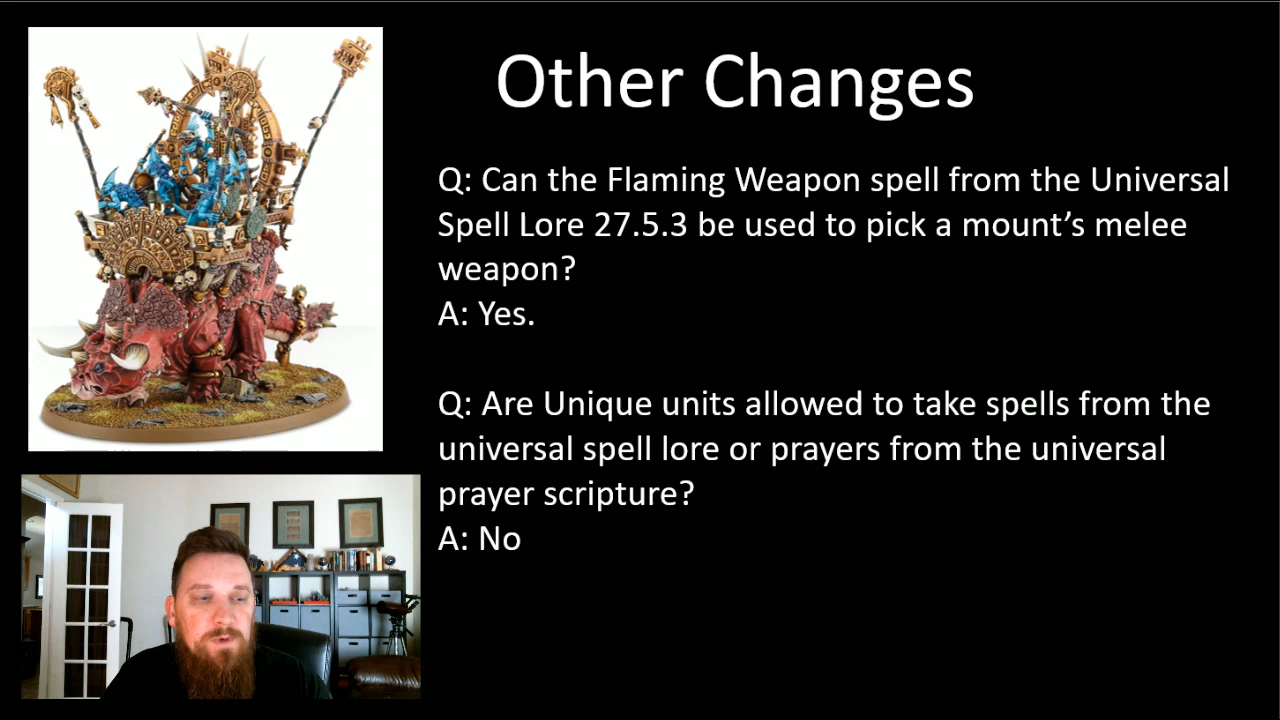 Other Changes
Q: Can the Flaming Weapon spell from the Universal
Spell Lore 27.5.3 be used to pick a mount’s melee
weapon?
A: Yes.
Q: Are Unique units allowed to take spells from the
universal spell lore or prayers from the universal
prayer scripture?
A: No